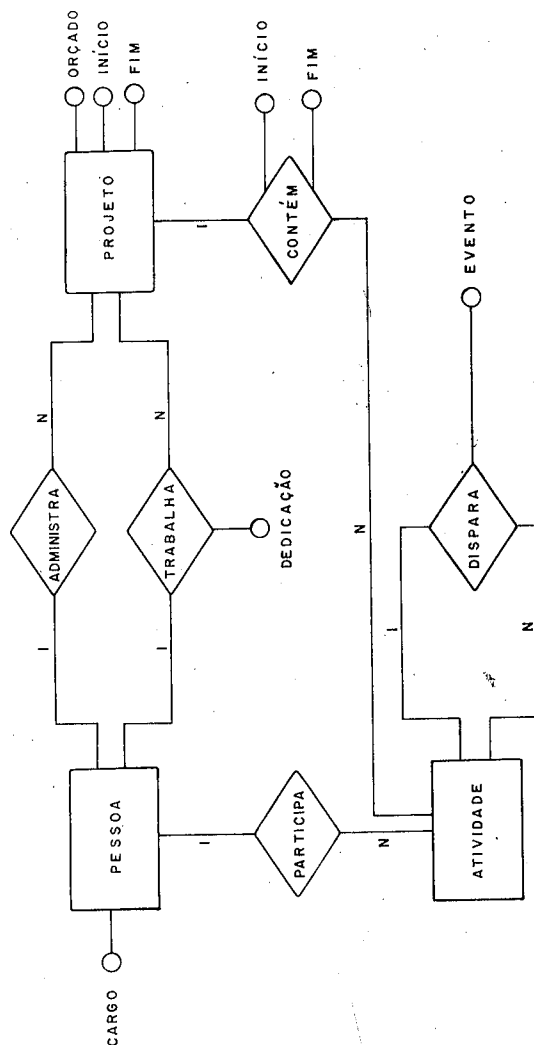 CARGO
PESSOA
1
ADMINISTRA
N
1
TRABALHA
N
DEDICAÇÃO
PROJETO
ORÇADO
INÍCIO
FIM
1
PARTICIPA
N
1
CONTÉM
N
INÍCIO
FIM
ATIVIDADE
1
DISPARA
N
EVENTO